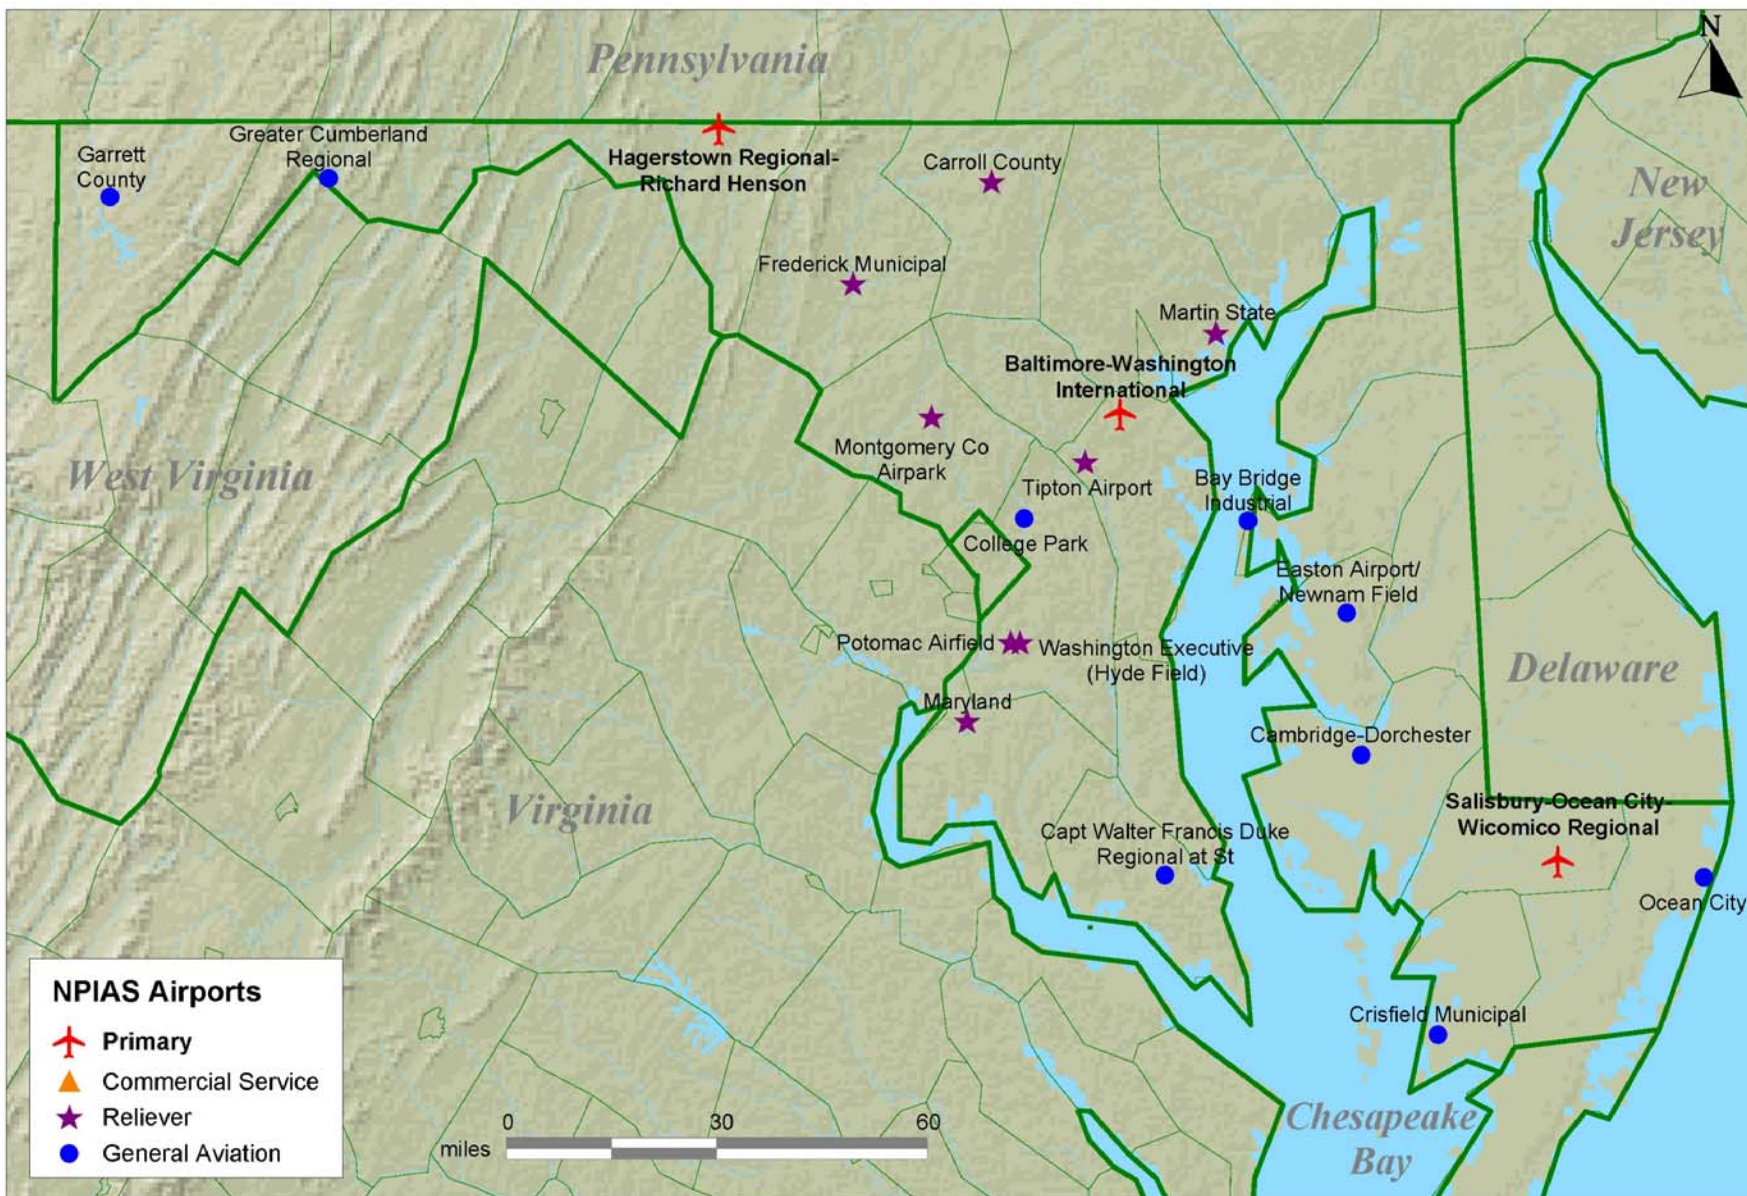 Pennsylvania
N
Greater Cumberland
Regional
Garrett
County
Hagerstown Regional-
Richard Henson
Carroll County
New
Jersey
Frederick Municipal
Martin State
Baltimore-Washington
International
West Virginia
Montgomery Co
Airpark
Tipton Airport
Bay Bridge
Industrial
College Park
Easton Airport/
Newnam Field
Potomac Airfield
Washington Executive
(Hyde Field)
Delaware
Maryland
Cambridge-Dorchester
Virginia
Salisbury-Ocean City-
Wicomico Regional
Capt Walter Francis Duke
Regional at St
Ocean City
Crisfield Municipal
Chesapeake
Bay
NPIAS Airports
Primary
Commercial Service
Reliever
General Aviation
0 30 60
miles